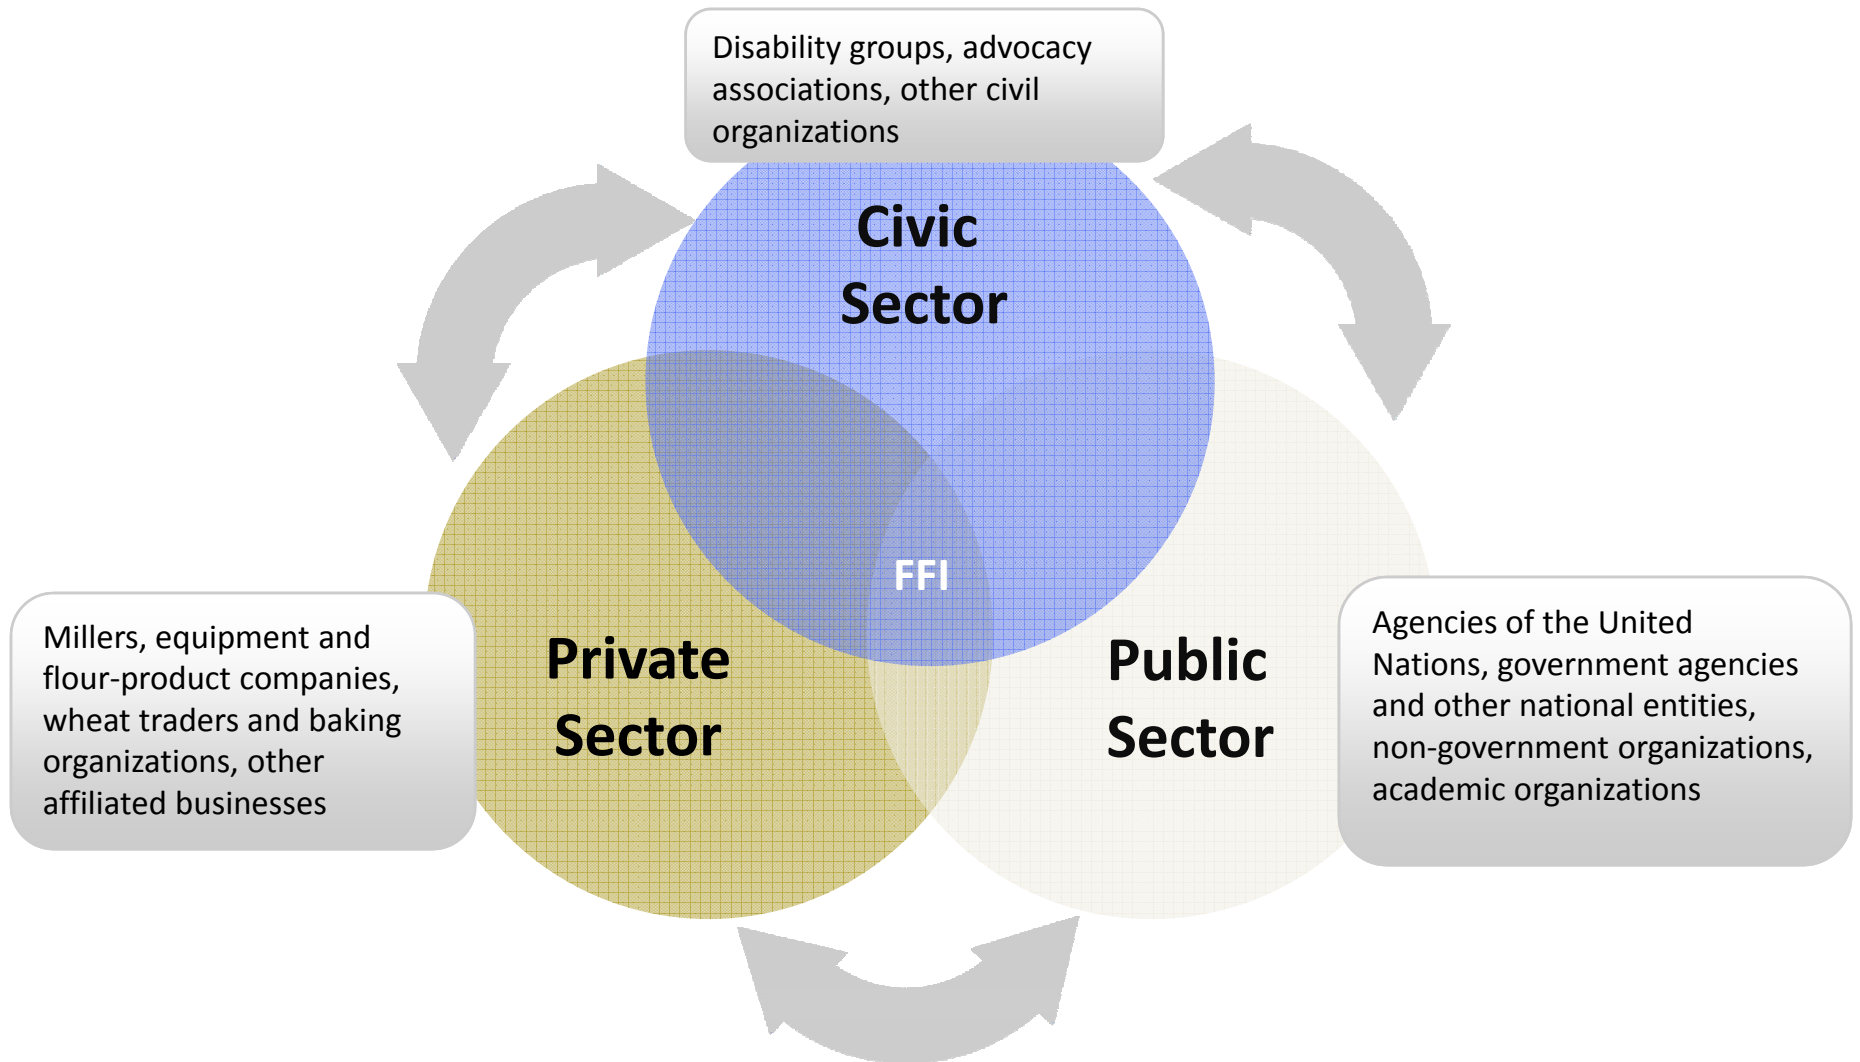 Disability groups, advocacy
associations, other civil
organizations
Civic
Sector
FFI
Millers, equipment and
flour-product companies,
wheat traders and baking
organizations, other
affiliated businesses
Private
Sector
Public
Sector
Agencies of the United
Nations, government agencies
and other national entities,
non-government organizations,
academic organizations